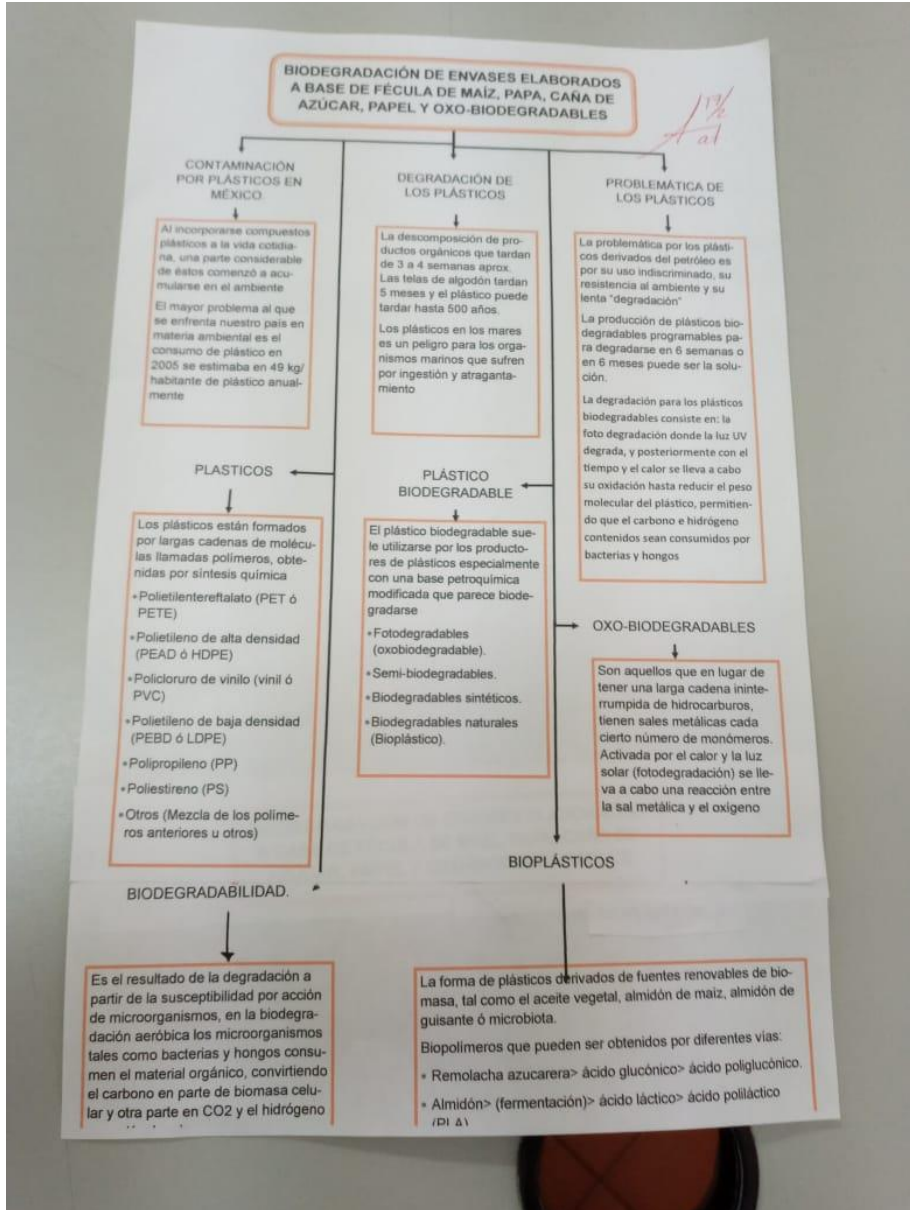 BIODEGRADACIÓN DE ENVASES ELABORADOS
A BASE DE FÉCULA DE MAÍZ, PAPA, CAÑA DE
AZÚCAR, PAPEL Y OXO-BIODEGRADABLES
CONTAMINACIÓN
POR PLÁSTICOS EN
MÉXICO
Al incorporarse compuestos
plásticos a la vida cotidia-
na, una parte considerable
de éstos comenzó a acu-
mularse en el ambiente
El mayor problema al que
se enfrenta nuestro país en
materia ambiental es el
consumo de plástico en
2005 se estimaba en 49 kg/
habitante de plástico anual-
mente
DEGRADACIÓN DE
LOS PLÁSTICOS
La descomposición de pro-
ductos orgánicos que tardan
de 3 a 4 semanas aprox.
Las telas de algodón tardan
5 meses y el plástico puede
tardar hasta 500 años.
Los plásticos en los mares
es un peligro para los orga-
nismos marinos que sufren
por ingestión y atraganta-
miento
PROBLEMÁTICA DE
LOS PLÁSTICOS
La problemática por los plásti-
cos derivados del petróleo es
por su uso indiscriminado, su
resistencia al ambiente y su
lenta "degradación"
La producción de plásticos bio-
degradables programables pa-
ra degradarse en 6 semanas o
en 6 meses puede ser la solu-
ción.
La degradación para los plásticos
biodegradables consiste en: la
foto degradación donde la luz UV
degrada, y posteriormente con el
tiempo y el calor se lleva a cabo
su oxidación hasta reducir el peso
molecular del plástico, permitien-
do que el carbono e hidrógeno
contenidos sean consumidos por
bacterias y hongos
PLASTICOS
Los plásticos están formados
por largas cadenas de molécu-
las llamadas polímeros, obte-
nidas por síntesis química
•Polietilentereftalato (PET ó
PETE)
•Polietileno de alta densidad
(PEAD ó HDPE)
•Policloruro de vinilo (vinil ó
PVC)
•Polietileno de baja densidad
(PEBD ó LDPE)
•Polipropileno (PP)
•Poliestireno (PS)
•Otros (Mezcla de los políme-
ros anteriores u otros)
PLÁSTICO
BIODEGRADABLE
El plástico biodegradable sue-
le utilizarse por los producto-
res de plásticos especialmente
con una base petroquímica
modificada que parece biode-
gradarse
•Fotodegradables
(oxobiodegradable).
•Semi-biodegradables.
•Biodegradables sintéticos.
•Biodegradables naturales
(Bioplástico).
OXO-BIODEGRADABLES
Son aquellos que en lugar de
tener una larga cadena ininte-
rrumpida de hidrocarburos,
tienen sales metálicas cada
cierto número de monómeros.
Activada por el calor y la luz
solar (fotodegradación) se lle-
va a cabo una reacción entre
la sal metálica y el oxígeno
BIODEGRADABILIDAD.
Es el resultado de la degradación a
partir de la susceptibilidad por acción
de microorganismos, en la biodegra-
dación aeróbica los microorganismos
tales como bacterias y hongos consu-
men el material orgánico, convirtiendo
el carbono en parte de biomasa celu-
lar y otra parte en CO2 y el hidrógeno
BIOPLÁSTICOS
La forma de plásticos derivados de fuentes renovables de bio-
masa, tal como el aceite vegetal, almidón de maíz, almidón de
guisante ó microbiota.
Biopolímeros que pueden ser obtenidos por diferentes vías:
• Remolacha azucarera> ácido glucónico> ácido poliglucónico.
• Almidón> (fermentación)> ácido láctico> ácido poliláctico
(PLA)